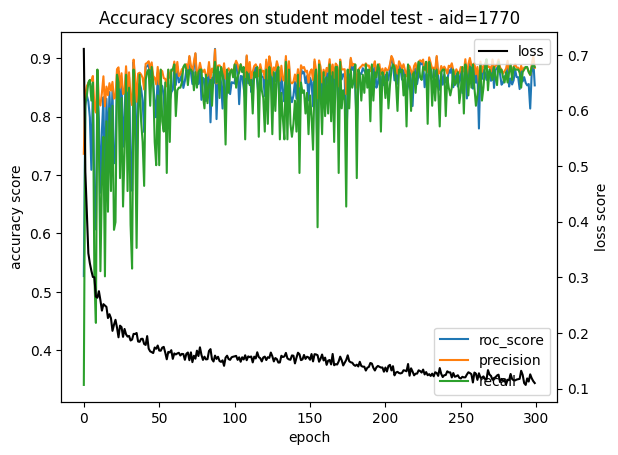 Accuracy scores on student model test - aid=1770
loss
0.9
0.8
0.7
0.6
0.5
0.4
0.7
0.6
0.5
0.4
0.3
0.2
0.1
accuracy score
loss score
roc_score
precision
recall
0 50 100 150 200 250 300
epoch